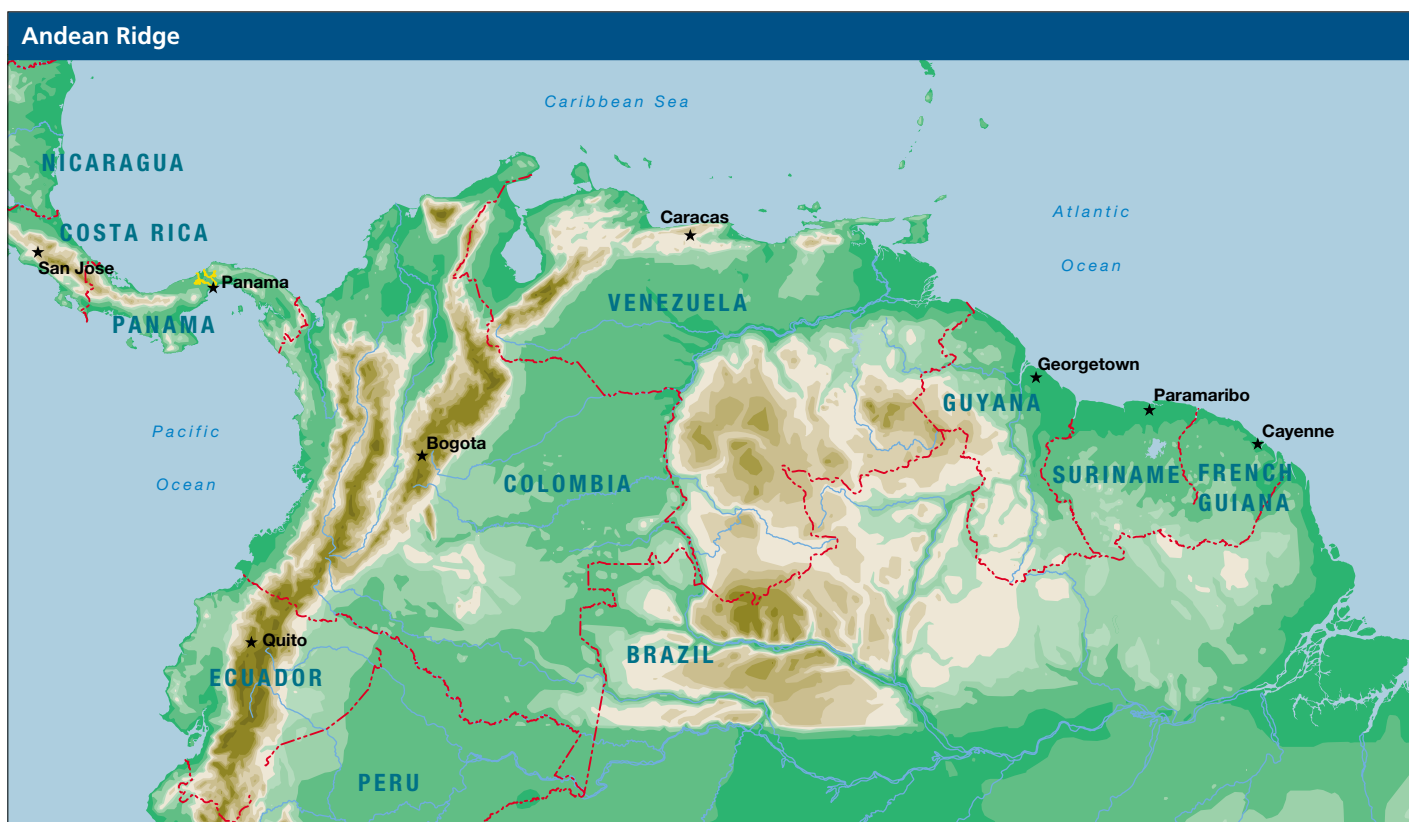 Andean Ridge
Caribbean Sea
NICARAGUA
Atlantic
Ocean
Caracas
COSTA RICA
San Jose
Panama
PANAMA
VENEZUELA
Georgetown
GUYANA
Paramaribo
Pacific
Ocean
Bogota
Cayenne
COLOMBIA
SURINAME
FRENCH
GUIANA
Quito
ECUADOR
BRAZIL
PERU